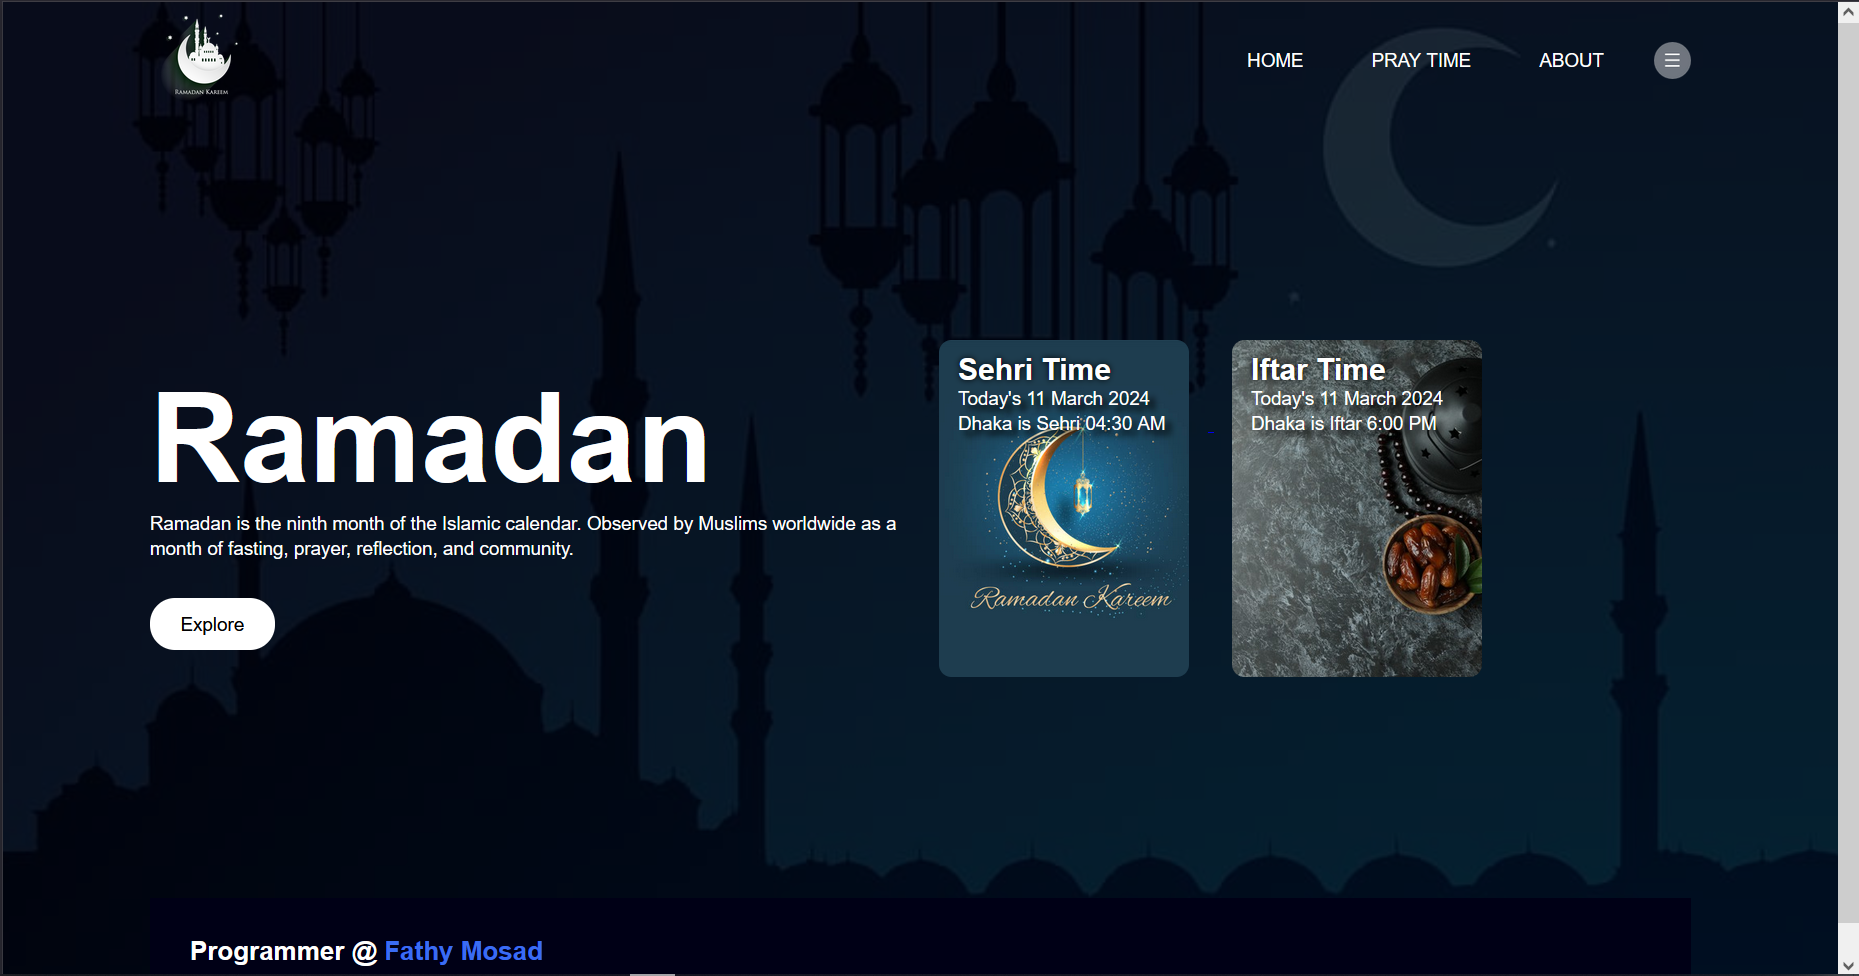 RAMADAN KAREEM
HOME
PRAY TIME
ABOUT
Sehri Time
Today's 11 March 2024
Dhaka is Sehri 04:30 AM
Ramadan Kareem
Iftar Time
Today's 11 March 2024
Dhaka is Iftar 6:00 PM
Ramadan
Ramadan is the ninth month of the Islamic calendar. Observed by Muslims worldwide as a
month of fasting, prayer, reflection, and community.
Explore
Programmer @ Fathy Mosad